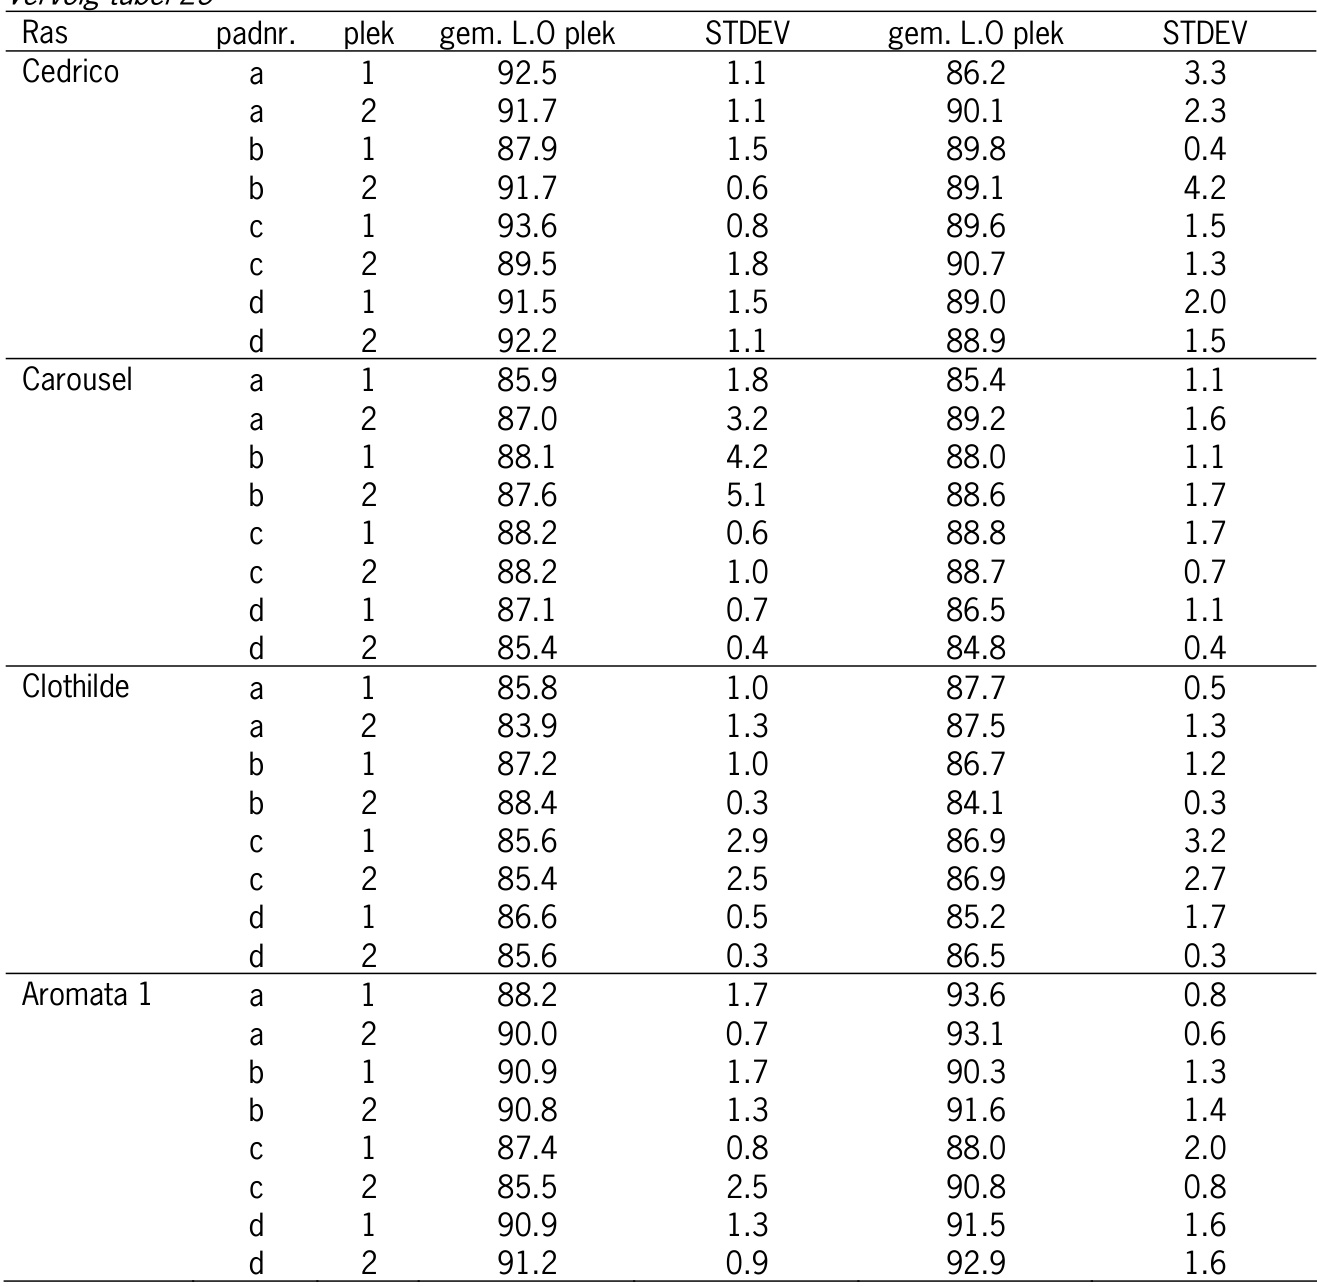 Vervolg tabel 23
Ras padnr. plek gem. L.O plek STDEV gem. L.O plek STDEV
Cedrico a 1 92.5 1.1 86.2 3.3
a 2 91.7 1.1 90.1 2.3
b 1 87.9 1.5 89.8 0.4
b 2 91.7 0.6 89.1 4.2
c 1 93.6 0.8 89.6 1.5
c 2 89.5 1.8 90.7 1.3
d 1 91.5 1.5 89.0 2.0
d 2 92.2 1.1 88.9 1.5
Carousel a 1 85.9 1.8 85.4 1.1
a 2 87.0 3.2 89.2 1.6
b 1 88.1 4.2 88.0 1.1
b 2 87.6 5.1 88.6 1.7
c 1 88.2 0.6 88.8 1.7
c 2 88.2 1.0 88.7 0.7
d 1 87.1 0.7 86.5 1.1
d 2 85.4 0.4 84.8 0.4
Clothilde a 1 85.8 1.0 87.7 0.5
a 2 83.9 1.3 87.5 1.3
b 1 87.2 1.0 86.7 1.2
b 2 88.4 0.3 84.1 0.3
c 1 85.6 2.9 86.9 3.2
c 2 85.4 2.5 86.9 2.7
d 1 86.6 0.5 85.2 1.7
d 2 85.6 0.3 86.5 0.3
Aromata 1 a 1 88.2 1.7 93.6 0.8
a 2 90.0 0.7 93.1 0.6
b 1 90.9 1.7 90.3 1.3
b 2 90.8 1.3 91.6 1.4
c 1 87.4 0.8 88.0 2.0
c 2 85.5 2.5 90.8 0.8
d 1 90.9 1.3 91.5 1.6
d 2 91.2 0.9 92.9 1.6